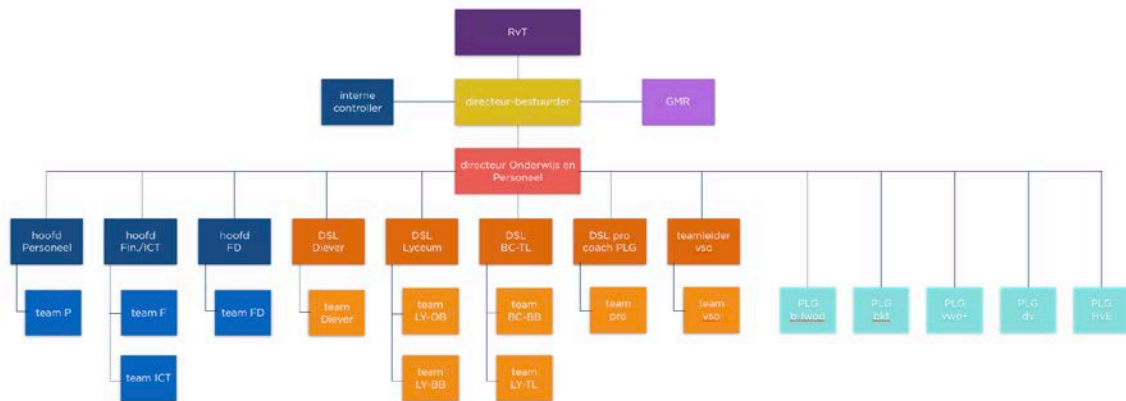 RvT
interne
controller
directeur-bestuurder
GMR
directeur Onderwijs en
Personeel
hoofd
Personeel
hoofd
Fin./ICT
hoofd
FD
DSL
Diever
DSL
Lyceum
DSL
BC-TL
DSL pro
coach PLG
teamleider
vso
team P
team F
team FD
team
Diever
team
LY-OB
team
BC-BB
team
pro
team
vso
PLG
b-lwoo
PLG
bkt
PLG
vwo+
PLG
dv
PLG
HvE
team ICT
team
LY-BB
team
LY-TL